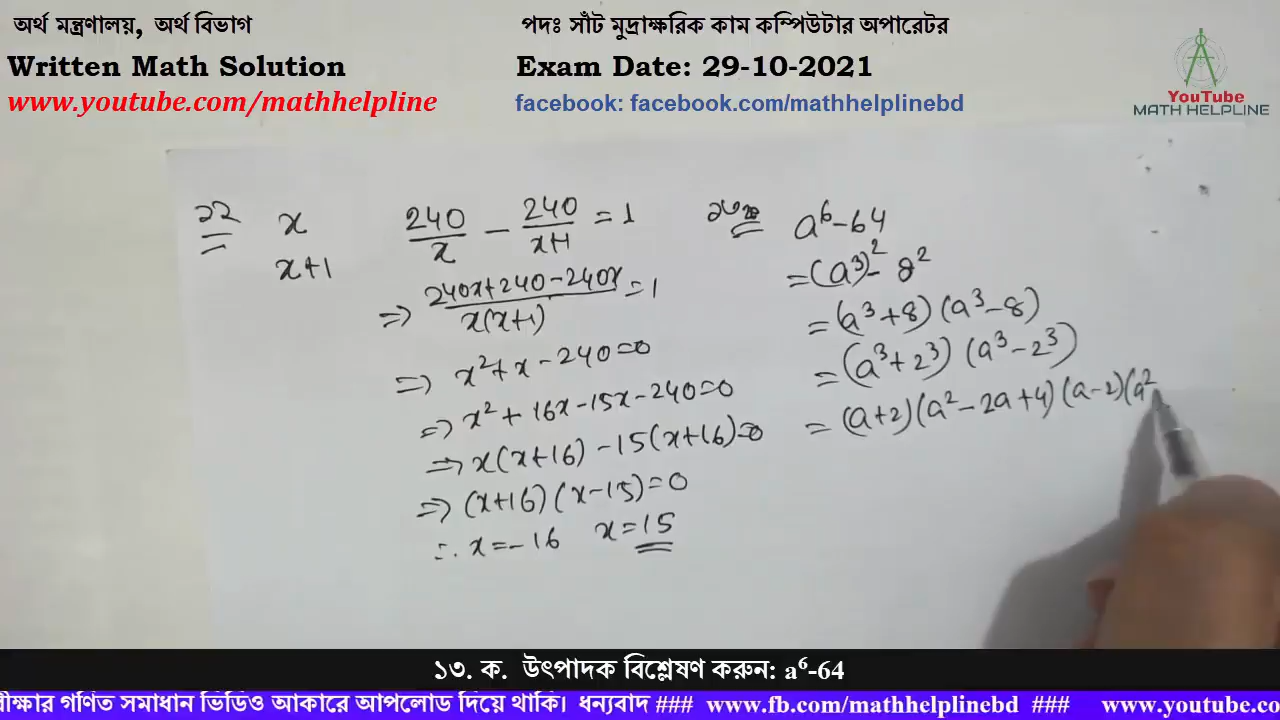 অর্থ মন্ত্রণালয়, অর্থ বিভাগ
পদঃ সাঁট মুদ্রাক্ষরিক কাম কম্পিউটার অপারেটর
Written Math Solution
Exam Date: 29-10-2021
www.youtube.com/mathhelpline
facebook: facebook.com/mathhelplinebd
YouTube
MATH HELPLINE
১২
x
x+1
240/x − 240/x+1 = 1
⇒ 240x+240−240x/x(x+1) = 1
⇒ x²+x−240=0
⇒ x²+16x−15x−240=0
⇒ x(x+16)−15(x+16)=0
⇒ (x+16)(x−15)=0
∴ x=−16 x=15
a⁶−64
=(a³)²−8²
=(a³+8)(a³−8)
=(a³+2³)(a³−2³)
=(a+2)(a²−2a+4)(a−2)(a²
১৩. ক. উৎপাদক বিশ্লেষণ করুন: a⁶-64
রীক্ষার গণিত সমাধান ভিডিও আকারে আপলোড দিয়ে থাকি। ধন্যবাদ ### www.fb.com/mathhelplinebd ### www.youtube.co